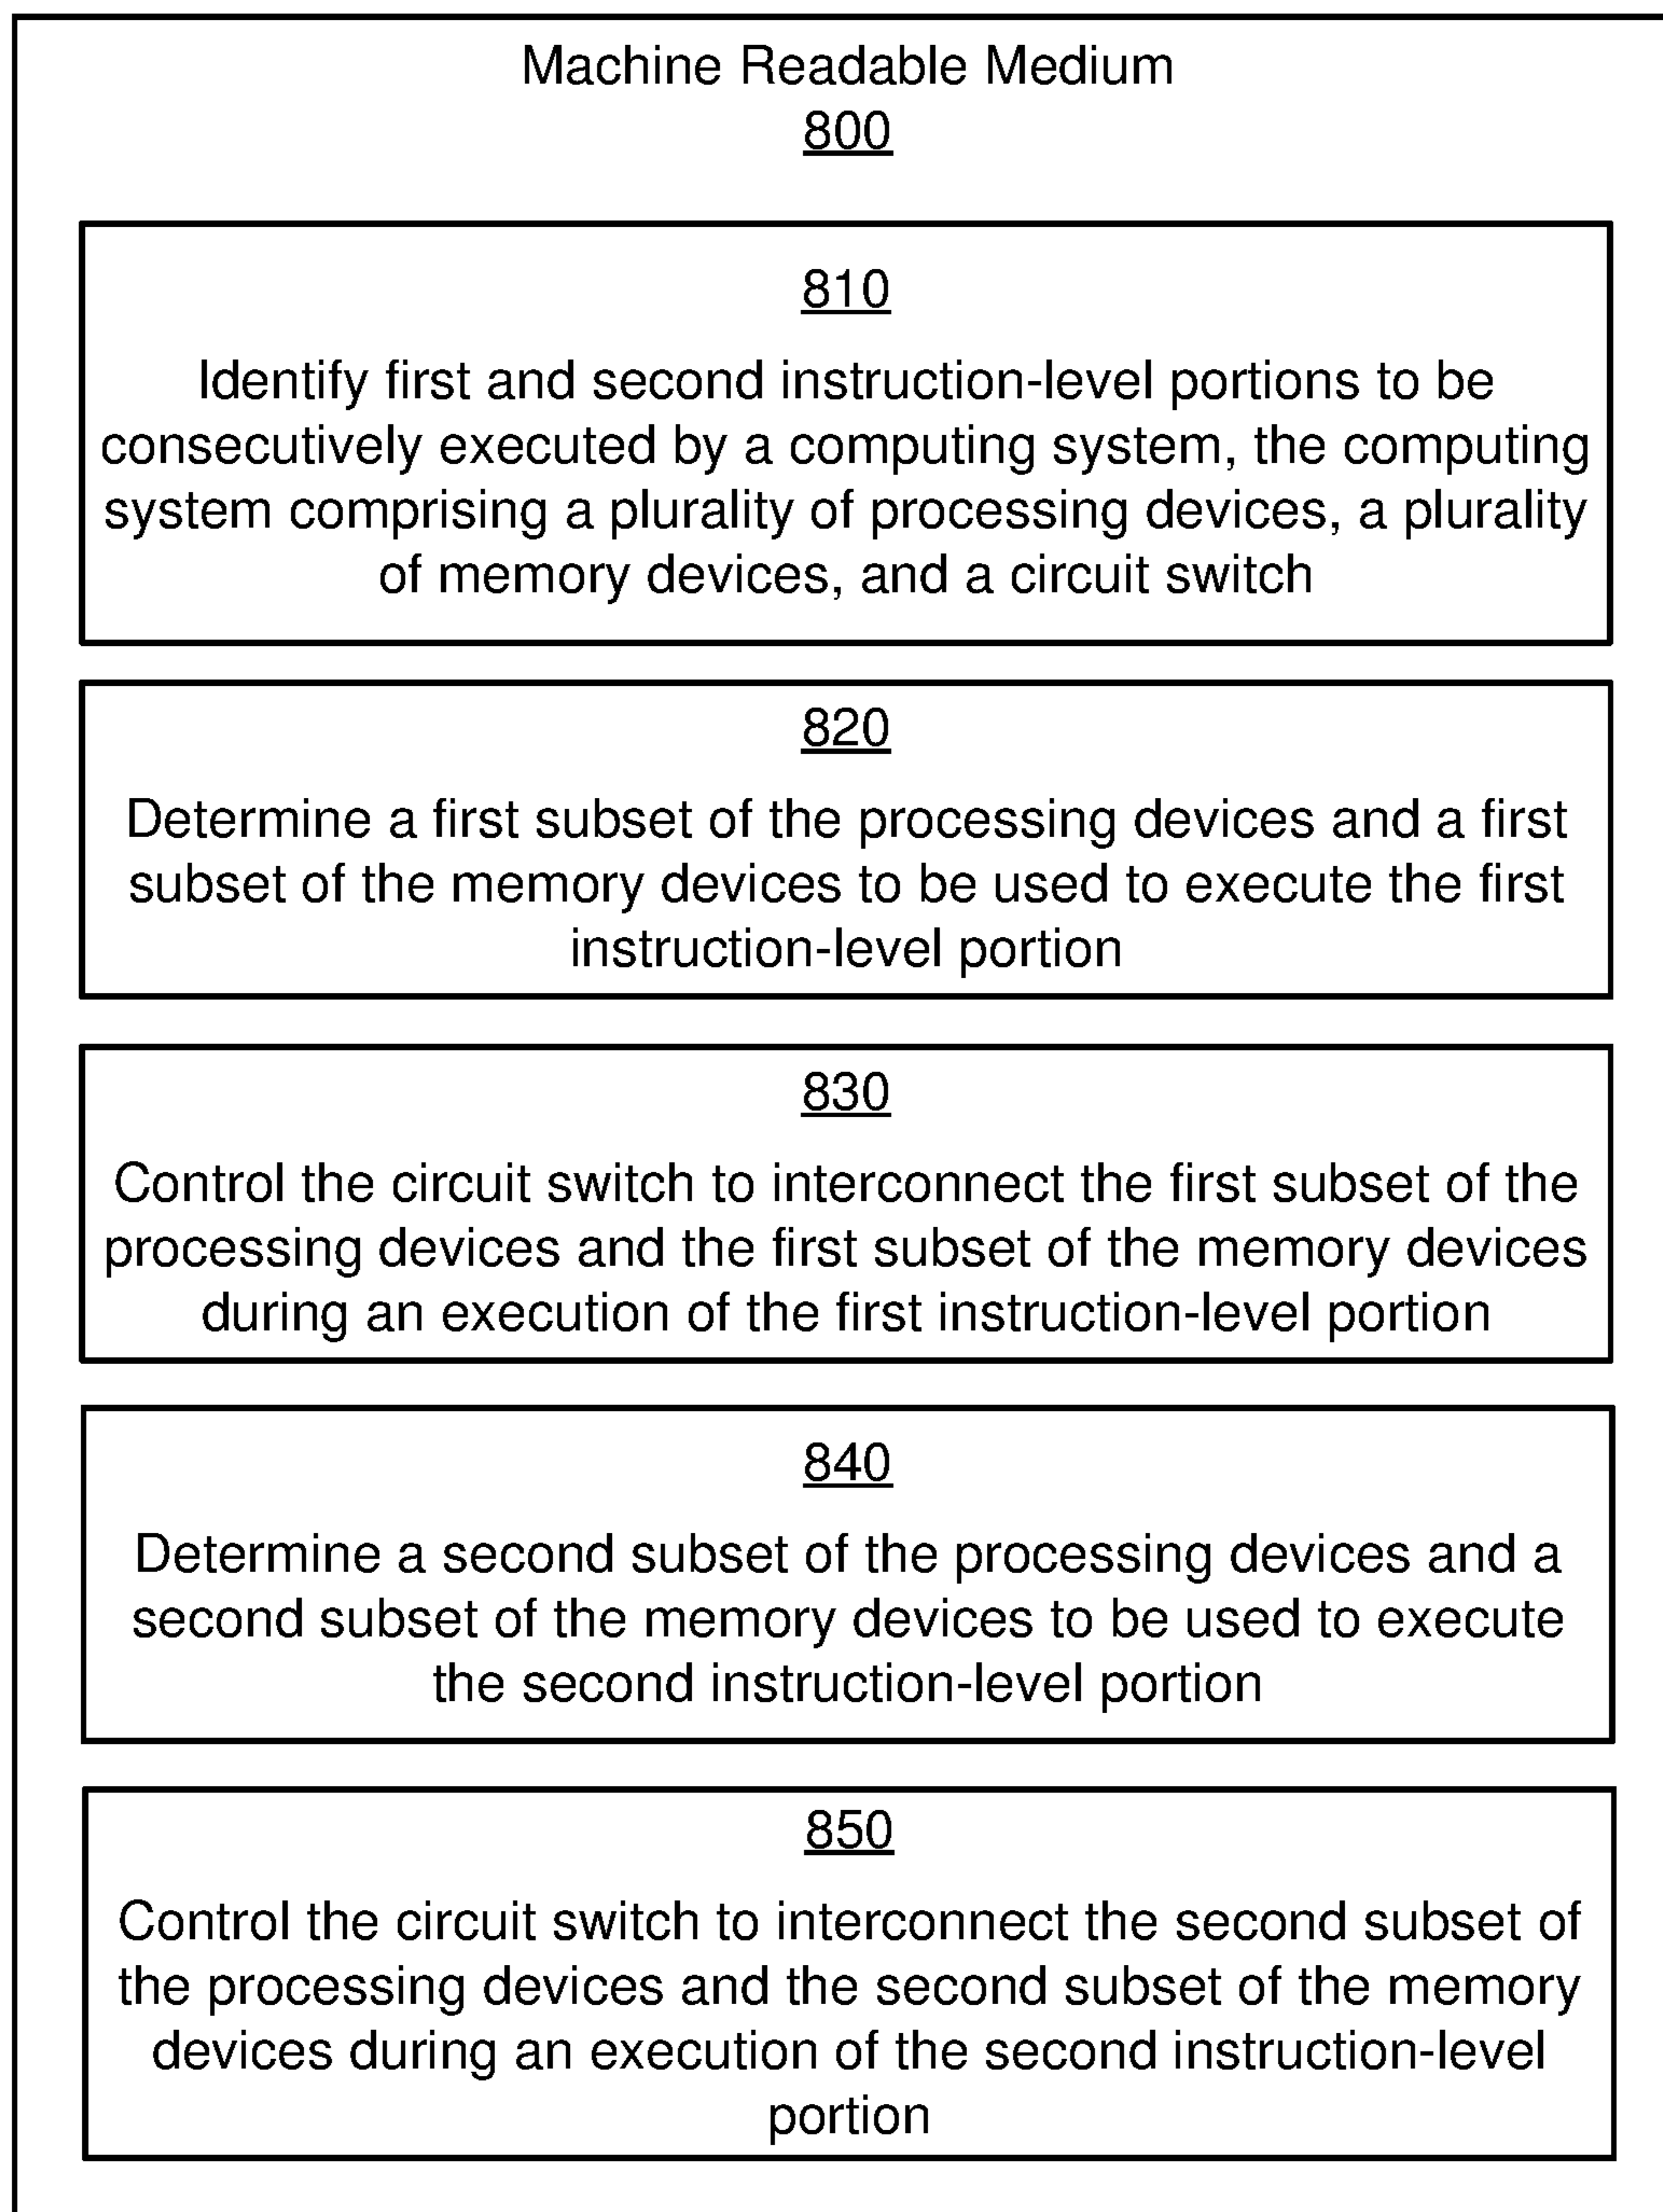 Machine Readable Medium
800
810
Identify first and second instruction-level portions to be
consecutively executed by a computing system, the computing
system comprising a plurality of processing devices, a plurality
of memory devices, and a circuit switch
820
Determine a first subset of the processing devices and a first
subset of the memory devices to be used to execute the first
instruction-level portion
830
Control the circuit switch to interconnect the first subset of the
processing devices and the first subset of the memory devices
during an execution of the first instruction-level portion
840
Determine a second subset of the processing devices and a
second subset of the memory devices to be used to execute
the second instruction-level portion
850
Control the circuit switch to interconnect the second subset of
the processing devices and the second subset of the memory
devices during an execution of the second instruction-level
portion